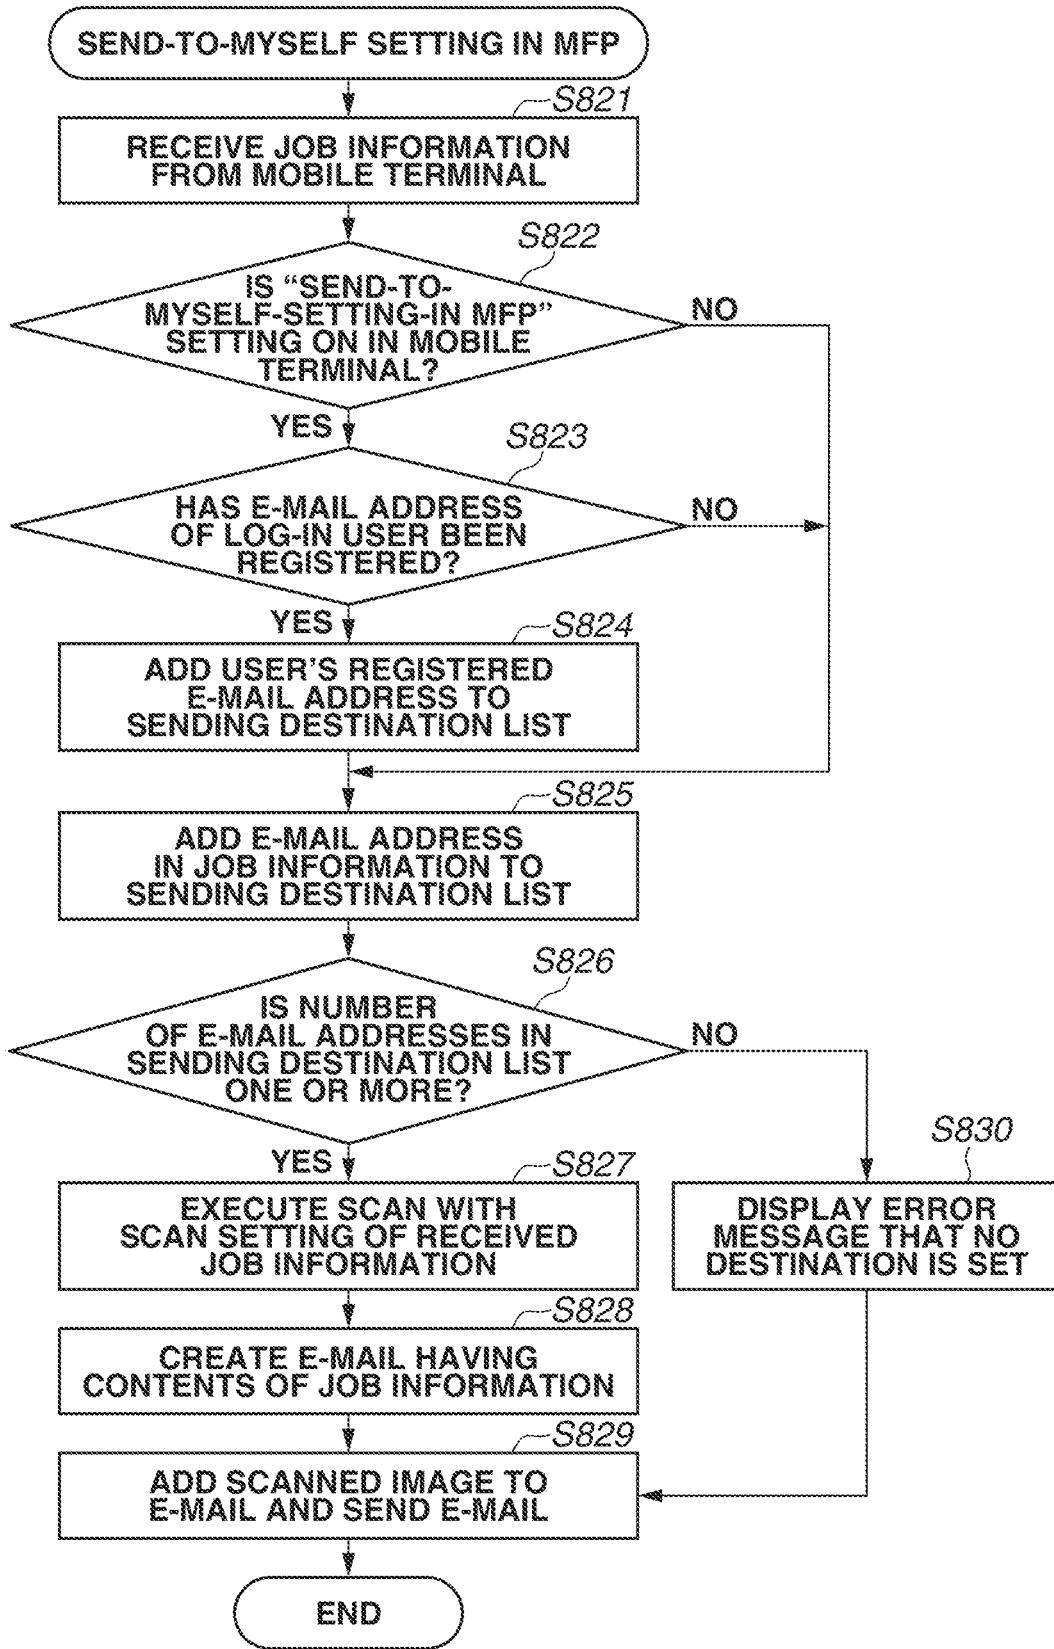 SEND-TO-MYSELF SETTING IN MFP
S821
RECEIVE JOB INFORMATION
FROM MOBILE TERMINAL
S822
IS “SEND-TO-
MYSELF-SETTING-IN MFP”
SETTING ON IN MOBILE
TERMINAL?
NO
YES
S823
HAS E-MAIL ADDRESS
OF LOG-IN USER BEEN
REGISTERED?
NO
YES
S824
ADD USER’S REGISTERED
E-MAIL ADDRESS TO
SENDING DESTINATION LIST
S825
ADD E-MAIL ADDRESS
IN JOB INFORMATION TO
SENDING DESTINATION LIST
S826
IS NUMBER
OF E-MAIL ADDRESSES IN
SENDING DESTINATION LIST
ONE OR MORE?
NO
YES
S827
EXECUTE SCAN WITH
SCAN SETTING OF RECEIVED
JOB INFORMATION
S830
DISPLAY ERROR
MESSAGE THAT NO
DESTINATION IS SET
S828
CREATE E-MAIL HAVING
CONTENTS OF JOB INFORMATION
S829
ADD SCANNED IMAGE TO
E-MAIL AND SEND E-MAIL
END